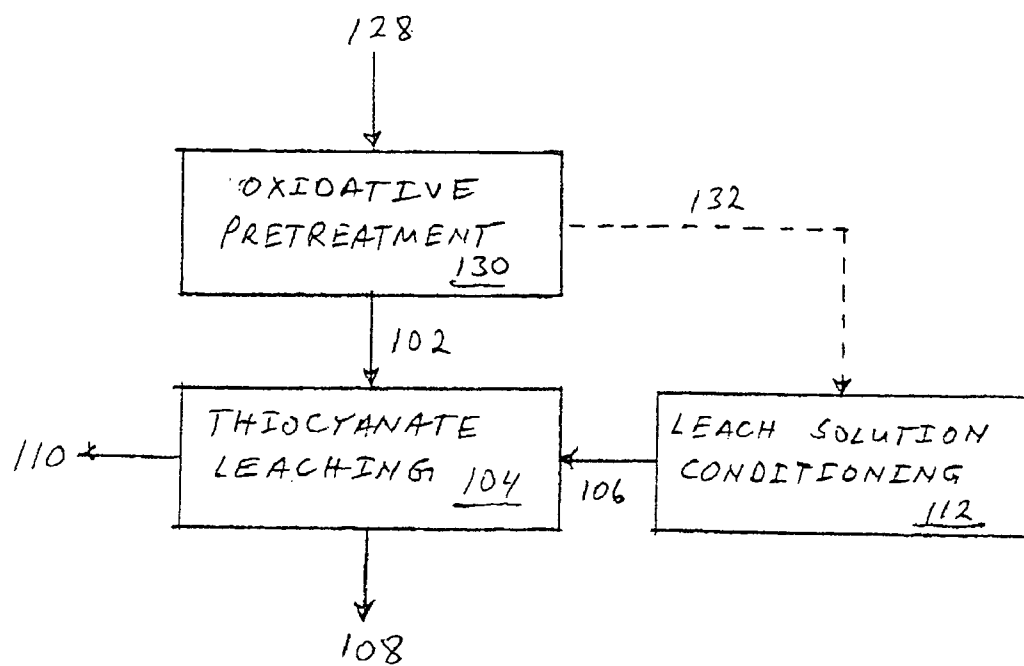 128
OXIDATIVE
PRETREATMENT
130
132
102
THIOCYANATE
LEACHING 104
110
106
LEACH SOLUTION
CONDITIONING
112
108